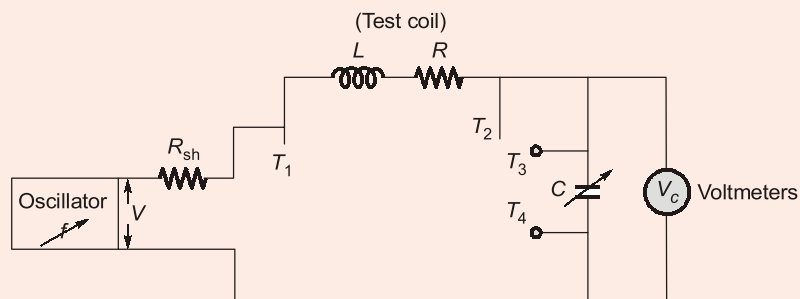 (Test coil)
L
R
R_sh
T_1
T_2
T_3
T_4
C
V_c
Voltmeters
Oscillator
V
f